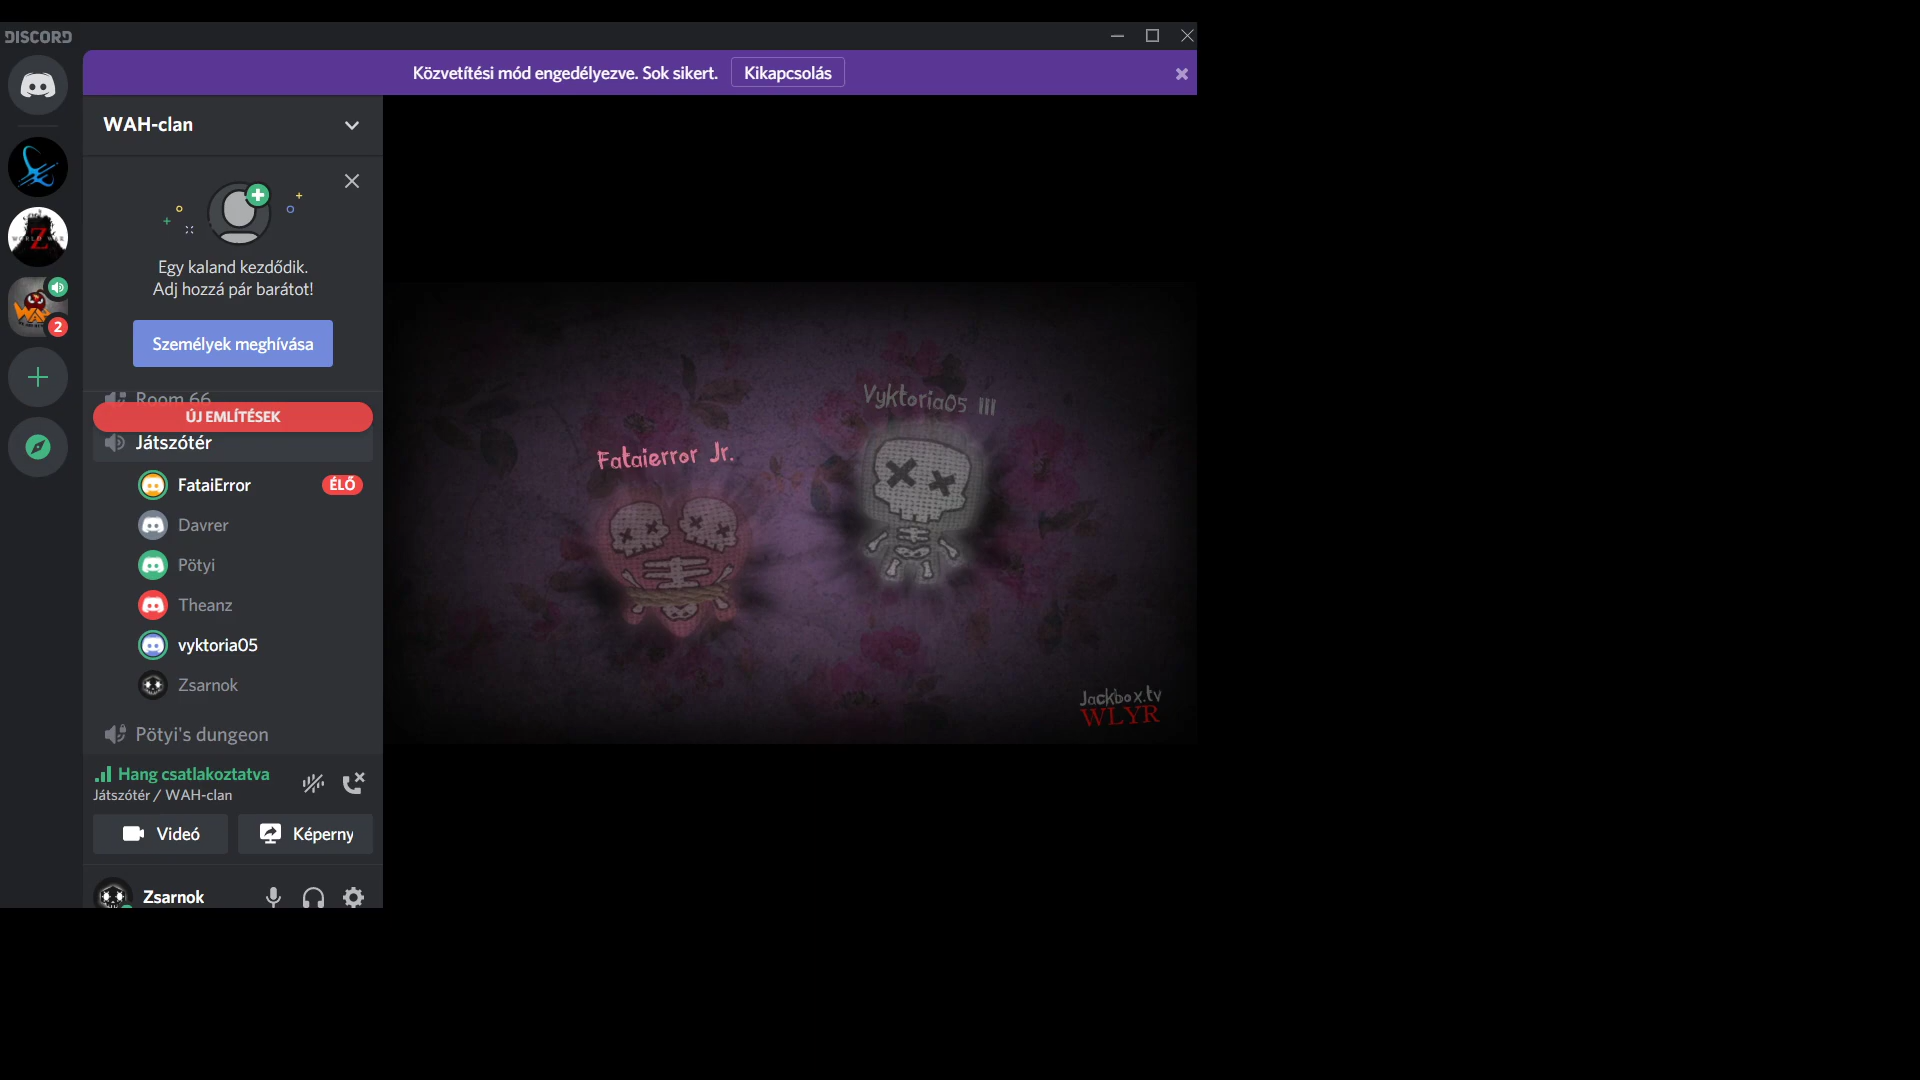 DISCORD
Közvetítési mód engedélyezve. Sok sikert.
Kikapcsolás
WAH-clan
Egy kaland kezdődik.
Adj hozzá pár barátot!
Személyek meghívása
2
Room 66
ÚJ EMLÍTÉSEK
Játszótér
FataiError
ÉLŐ
Davrer
Pötyi
Theanz
vyktoria05
Zsarnok
Pötyi's dungeon
Hang csatlakoztatva
Játszótér / WAH-clan
Videó
Képerny
Zsarnok
Vyktoria05 III
Fataierror Jr.
Jackbox.tv
WLYR